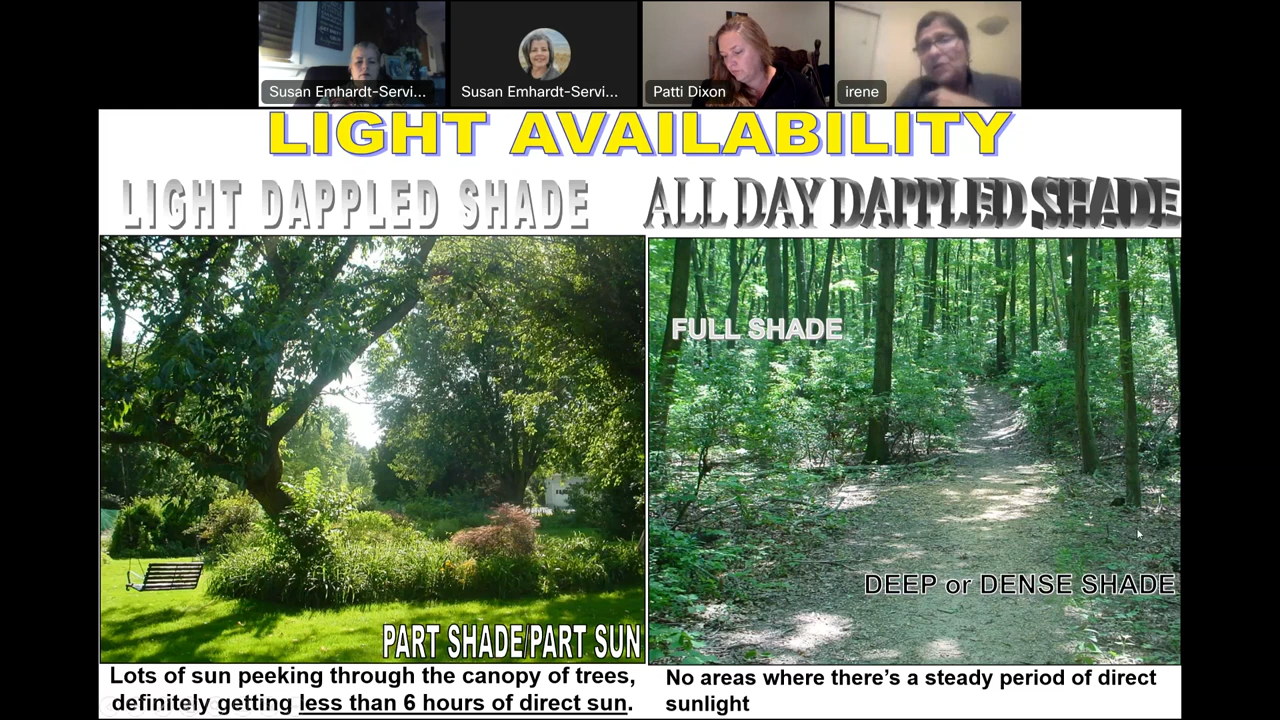 Susan Emhardt-Servi...
Susan Emhardt-Servi...
Patti Dixon
irene
LIGHT AVAILABILITY
LIGHT DAPPLED SHADE
ALL DAY DAPPLED SHADE
FULL SHADE
DEEP or DENSE SHADE
PART SHADE/PART SUN
Lots of sun peeking through the canopy of trees,
definitely getting less than 6 hours of direct sun.
No areas where there's a steady period of direct
sunlight